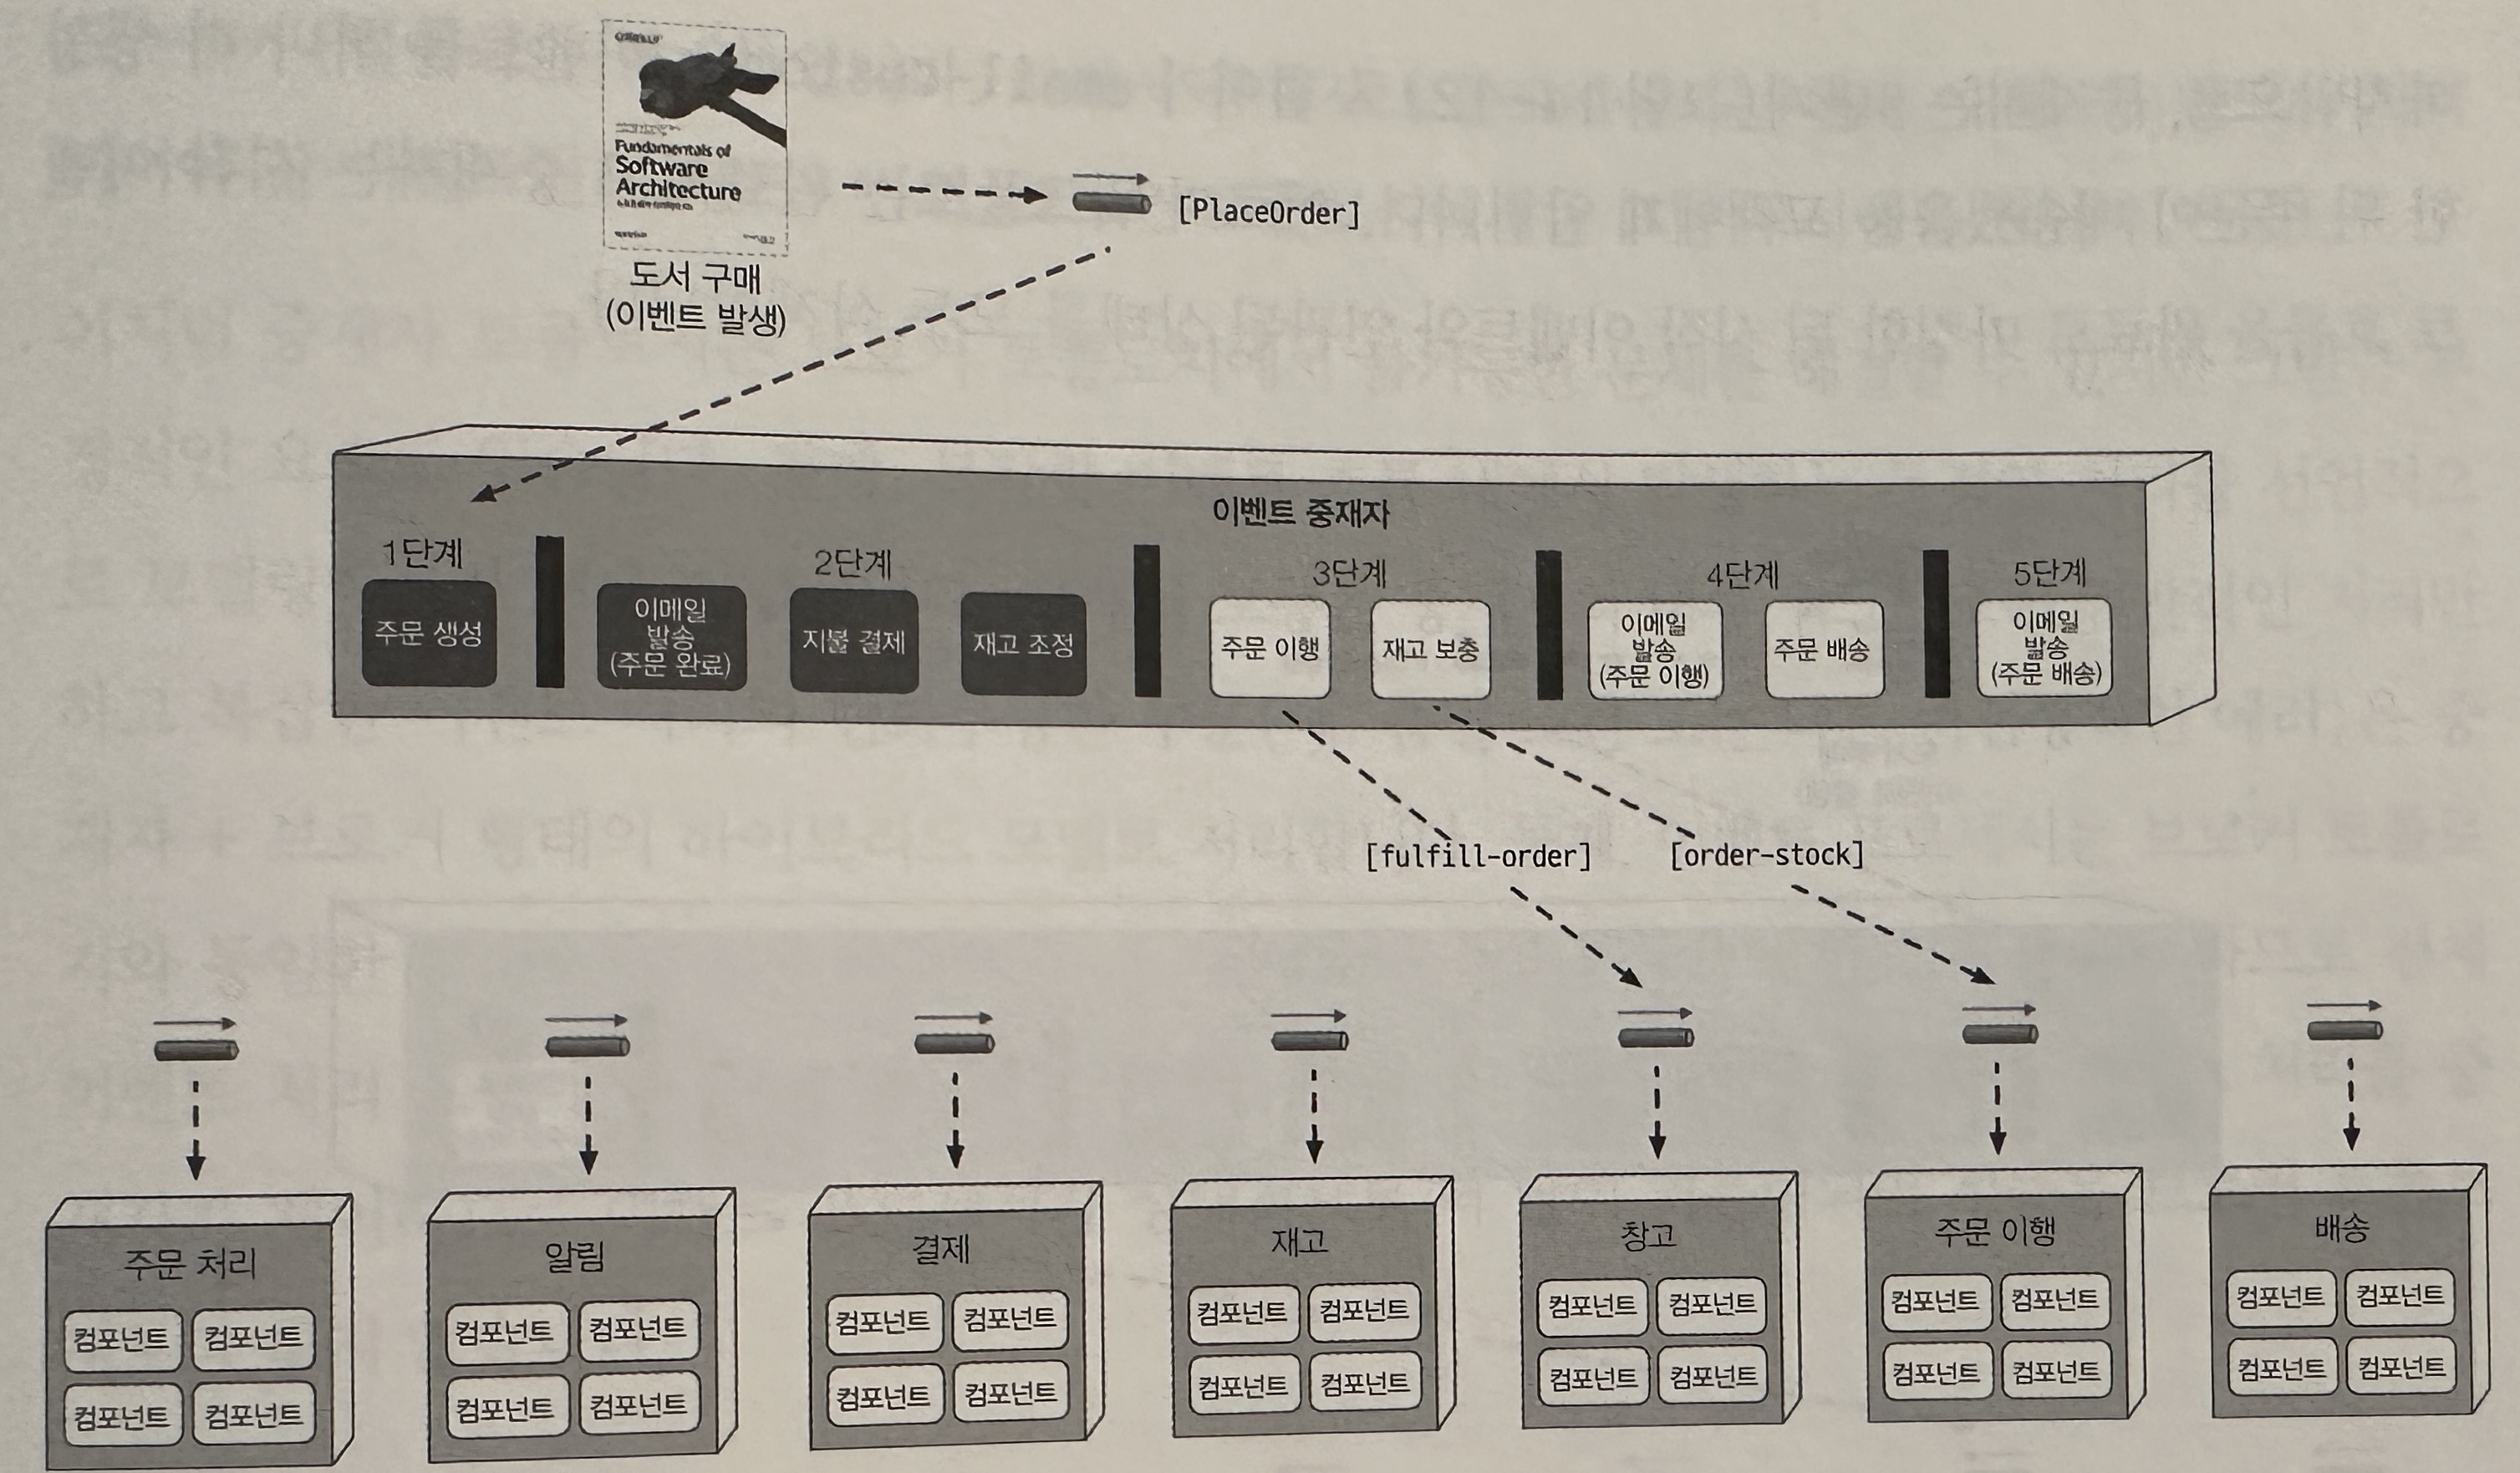 Fundamentals of
Software
Architecture
[PlaceOrder]
도서 구매
(이벤트 발생)
이벤트 중재자
1단계
2단계
3단계
4단계
5단계
주문 생성
이메일
발송
(주문 완료)
지불 결제
재고 조정
주문 이행
재고 보충
이메일
발송
(주문 이행)
주문 배송
이메일
발송
(주문 배송)
[fulfill-order]
[order-stock]
주문 처리
컴포넌트 컴포넌트
컴포넌트 컴포넌트
알림
컴포넌트 컴포넌트
컴포넌트 컴포넌트
결제
컴포넌트 컴포넌트
컴포넌트 컴포넌트
재고
컴포넌트 컴포넌트
컴포넌트 컴포넌트
창고
컴포넌트 컴포넌트
컴포넌트 컴포넌트
주문 이행
컴포넌트 컴포넌트
컴포넌트 컴포넌트
배송
컴포넌트 컴포넌트
컴포넌트 컴포넌트